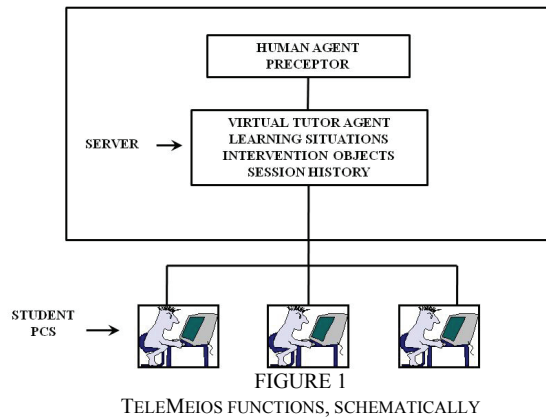 HUMAN AGENT
PRECEPTOR
VIRTUAL TUTOR AGENT
LEARNING SITUATIONS
INTERVENTION OBJECTS
SESSION HISTORY
SERVER
STUDENT
PCS
FIGURE 1
TELEMEIOS FUNCTIONS, SCHEMATICALLY